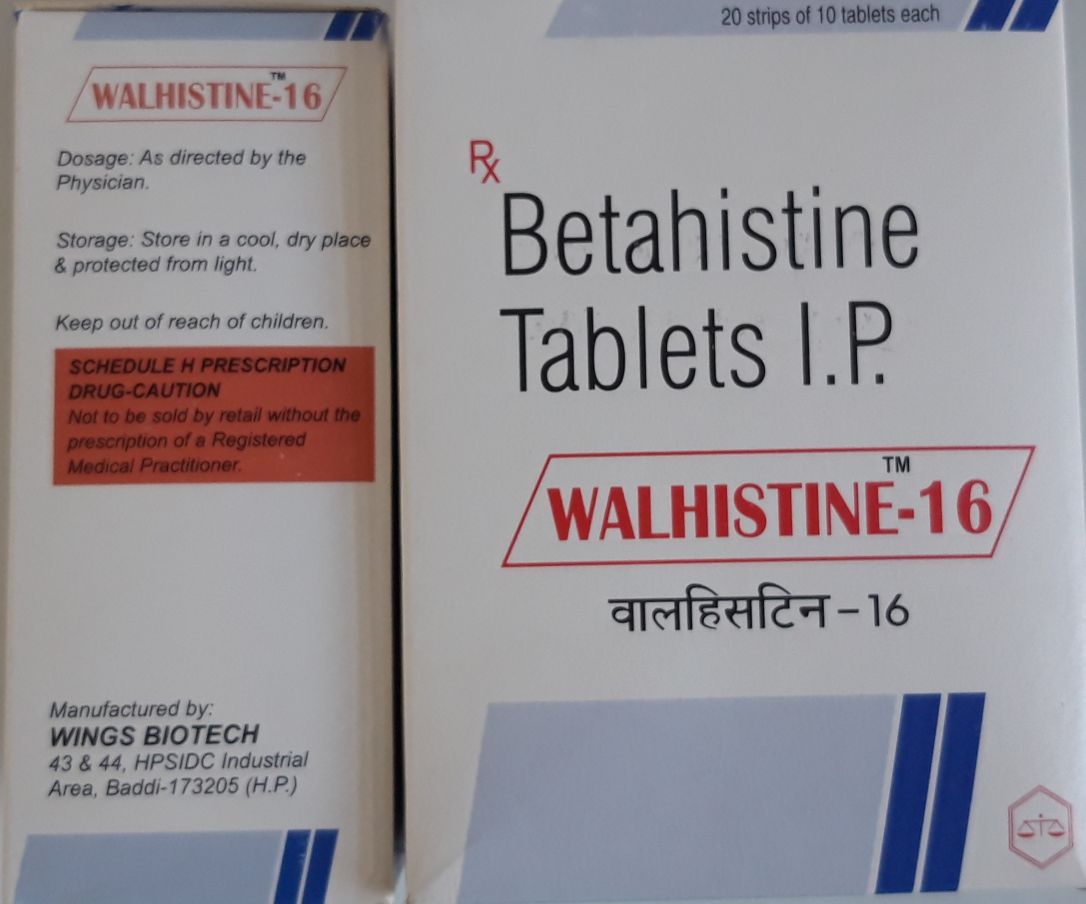 WALHISTINE-16
TM
Dosage: As directed by the
Physician.
Storage: Store in a cool, dry place
& protected from light.
Keep out of reach of children.
SCHEDULE H PRESCRIPTION
DRUG-CAUTION
Not to be sold by retail without the
prescription of a Registered
Medical Practitioner.
Manufactured by:
WINGS BIOTECH
43 & 44, HPSIDC Industrial
Area, Baddi-173205 (H.P.)
20 strips of 10 tablets each
Rx
Betahistine
Tablets I.P.
TM
WALHISTINE-16
वालहिसटिन – 16